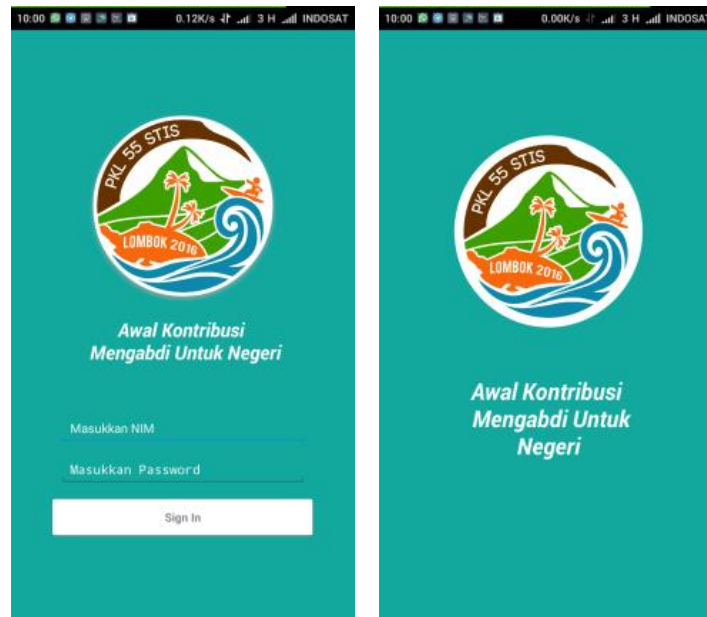 10:00 0.12K/s 3 H INDOSAT
PKL 55 STIS
LOMBOK 2016
Awal Kontribusi
Mengabdi Untuk Negeri
Masukkan NIM
Masukkan Password
Sign In
10:00 0.00K/s 3 H INDOSAT
PKL 55 STIS
LOMBOK 2016
Awal Kontribusi
Mengabdi Untuk
Negeri